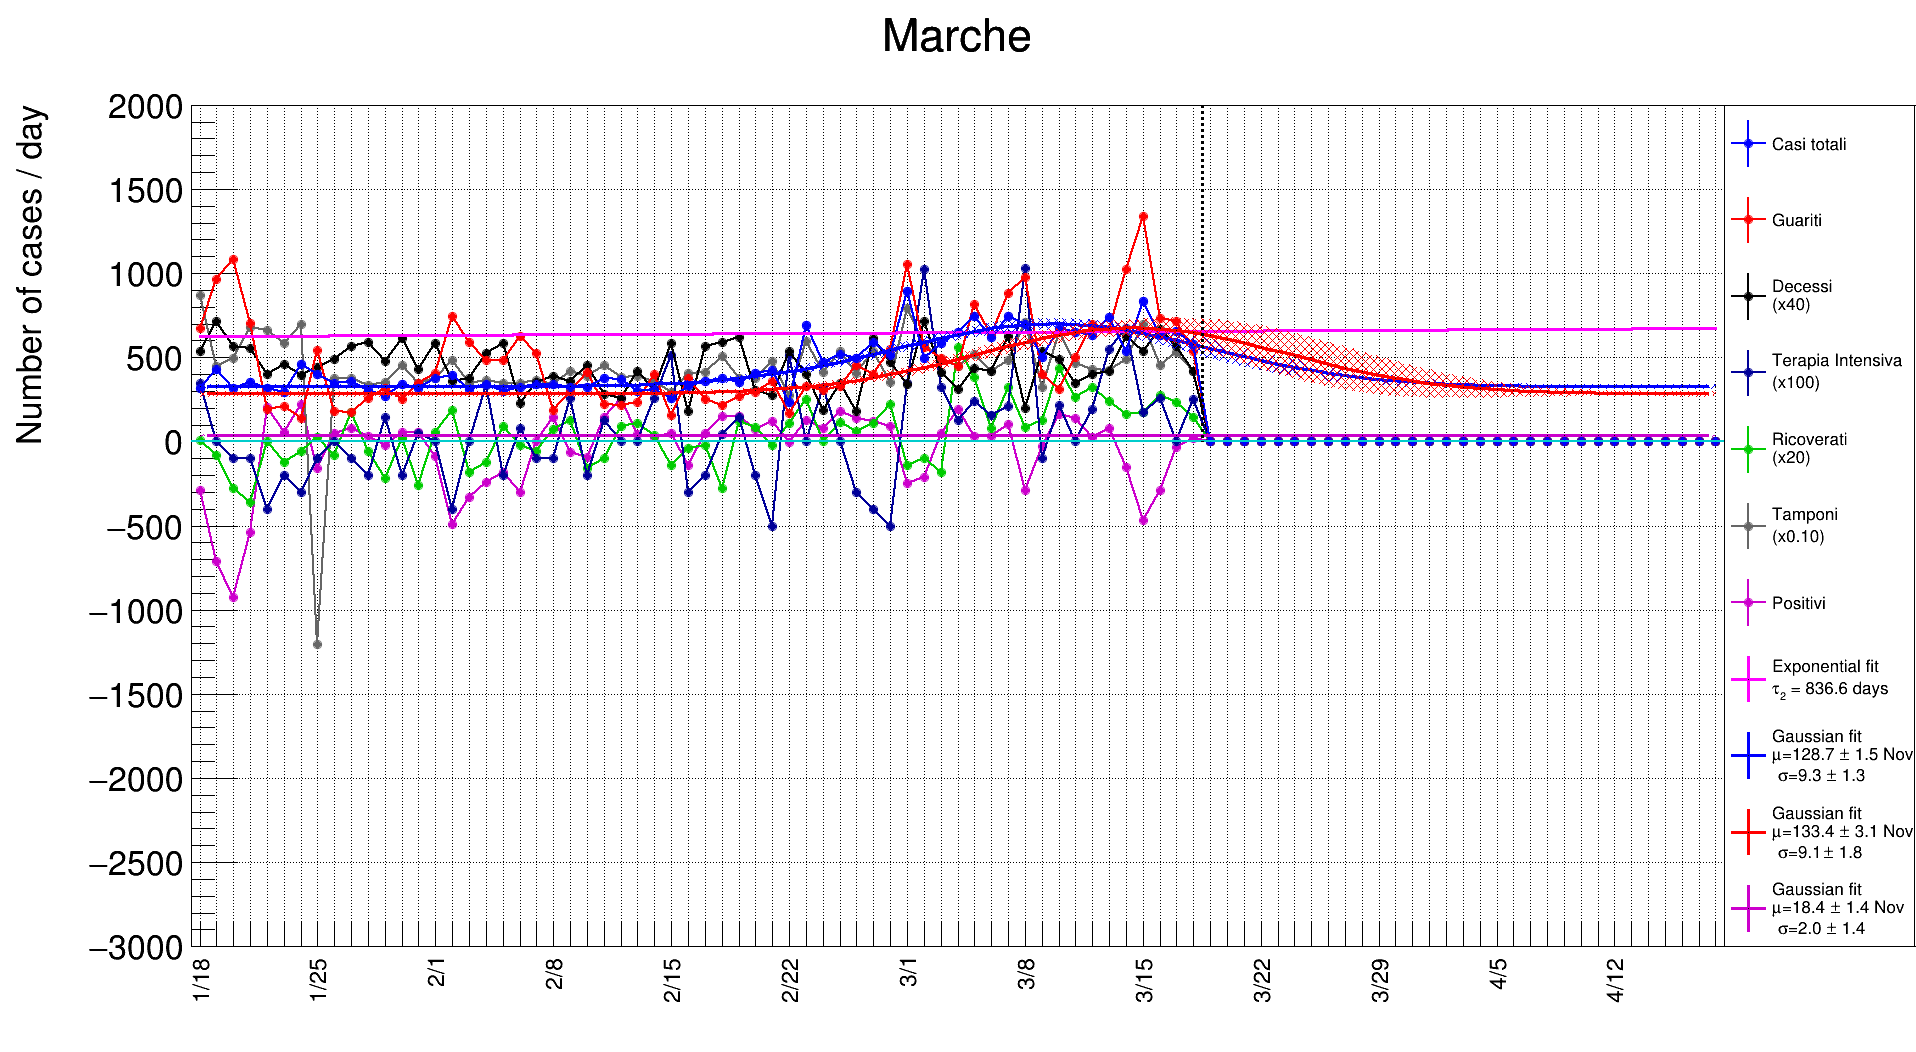 Marche
Number of cases / day
2000
1500
1000
500
0
−500
−1000
−1500
−2000
−2500
−3000
1/18
1/25
2/1
2/8
2/15
2/22
3/1
3/8
3/15
3/22
3/29
4/5
4/12
Casi totali
Guariti
Decessi
(x40)
Terapia Intensiva
(x100)
Ricoverati
(x20)
Tamponi
(x0.10)
Positivi
Exponential fit
τ2 = 836.6 days
Gaussian fit
μ=128.7 ± 1.5 Nov
σ=9.3 ± 1.3
Gaussian fit
μ=133.4 ± 3.1 Nov
σ=9.1 ± 1.8
Gaussian fit
μ=18.4 ± 1.4 Nov
σ=2.0 ± 1.4